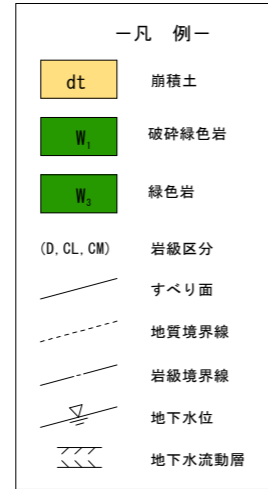 －凡　例－
dt　崩積土
W₁　破砕緑色岩
W₃　緑色岩
(D, CL, CM)　岩級区分
すべり面
地質境界線
岩級境界線
地下水位
地下水流動層